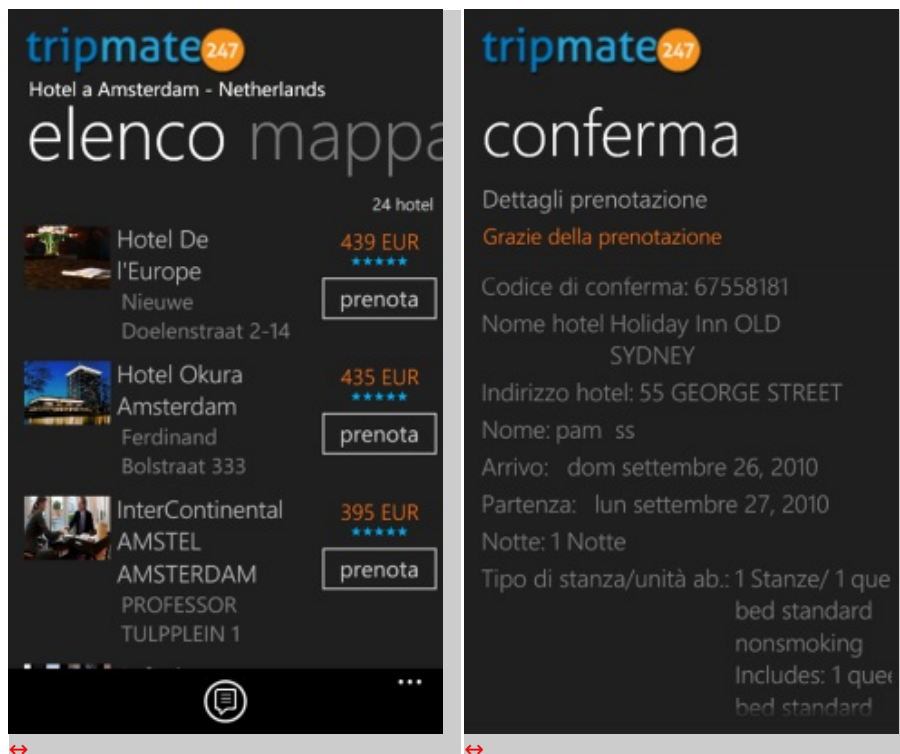 tripmate247
Hotel a Amsterdam - Netherlands
elenco mappa
24 hotel
Hotel De
l'Europe
439 EUR
Nieuwe
Doelenstraat 2-14
prenota
Hotel Okura
Amsterdam
435 EUR
Ferdinand
Bolstraat 333
prenota
InterContinental
AMSTEL
AMSTERDAM
395 EUR
PROFESSOR
TULPPLEIN 1
prenota
tripmate247
conferma
Dettagli prenotazione
Grazie della prenotazione
Codice di conferma: 67558181
Nome hotel Holiday Inn OLD
SYDNEY
Indirizzo hotel: 55 GEORGE STREET
Nome: pam ss
Arrivo: dom settembre 26, 2010
Partenza: lun settembre 27, 2010
Notte: 1 Notte
Tipo di stanza/unità ab.: 1 Stanze/ 1 que
bed standard
nonsmoking
Includes: 1 quee
bed standard